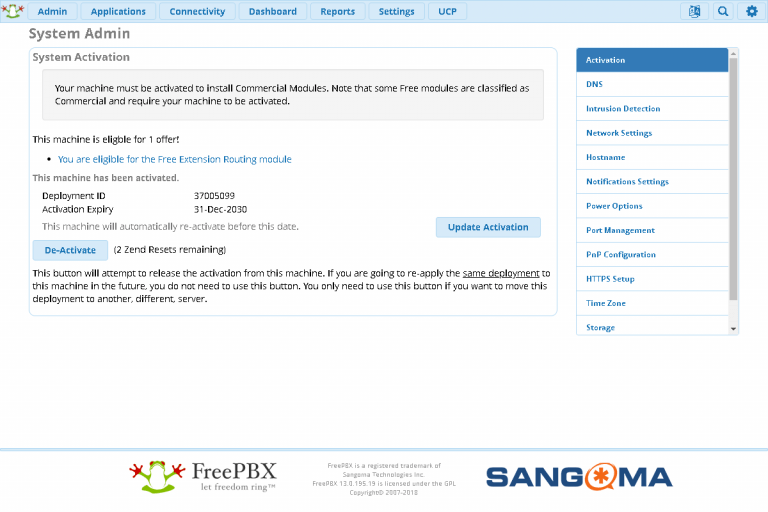 Admin Applications Connectivity Dashboard Reports Settings UCP
System Admin
System Activation
Your machine must be activated to install Commercial Modules. Note that some Free modules are classified as
Commercial and require your machine to be activated.
This machine is eligble for 1 offer!
You are eligible for the Free Extension Routing module
This machine has been activated.
Deployment ID 37005099
Activation Expiry 31-Dec-2030
This machine will automatically re-activate before this date.
Update Activation
De-Activate (2 Zend Resets remaining)
This button will attempt to release the activation from this machine. If you are going to re-apply the same deployment to
this machine in the future, you do not need to use this button. You only need to use this button if you want to move this
deployment to another, different, server.
Activation
DNS
Intrusion Detection
Network Settings
Hostname
Notifications Settings
Power Options
Port Management
PnP Configuration
HTTPS Setup
Time Zone
Storage
FreePBX
let freedom ring™
FreePBX is a registered trademark of
Sangoma Technologies Inc.
FreePBX 13.0.195.19 is licensed under the GPL
Copyright© 2007-2018
SANGOMA